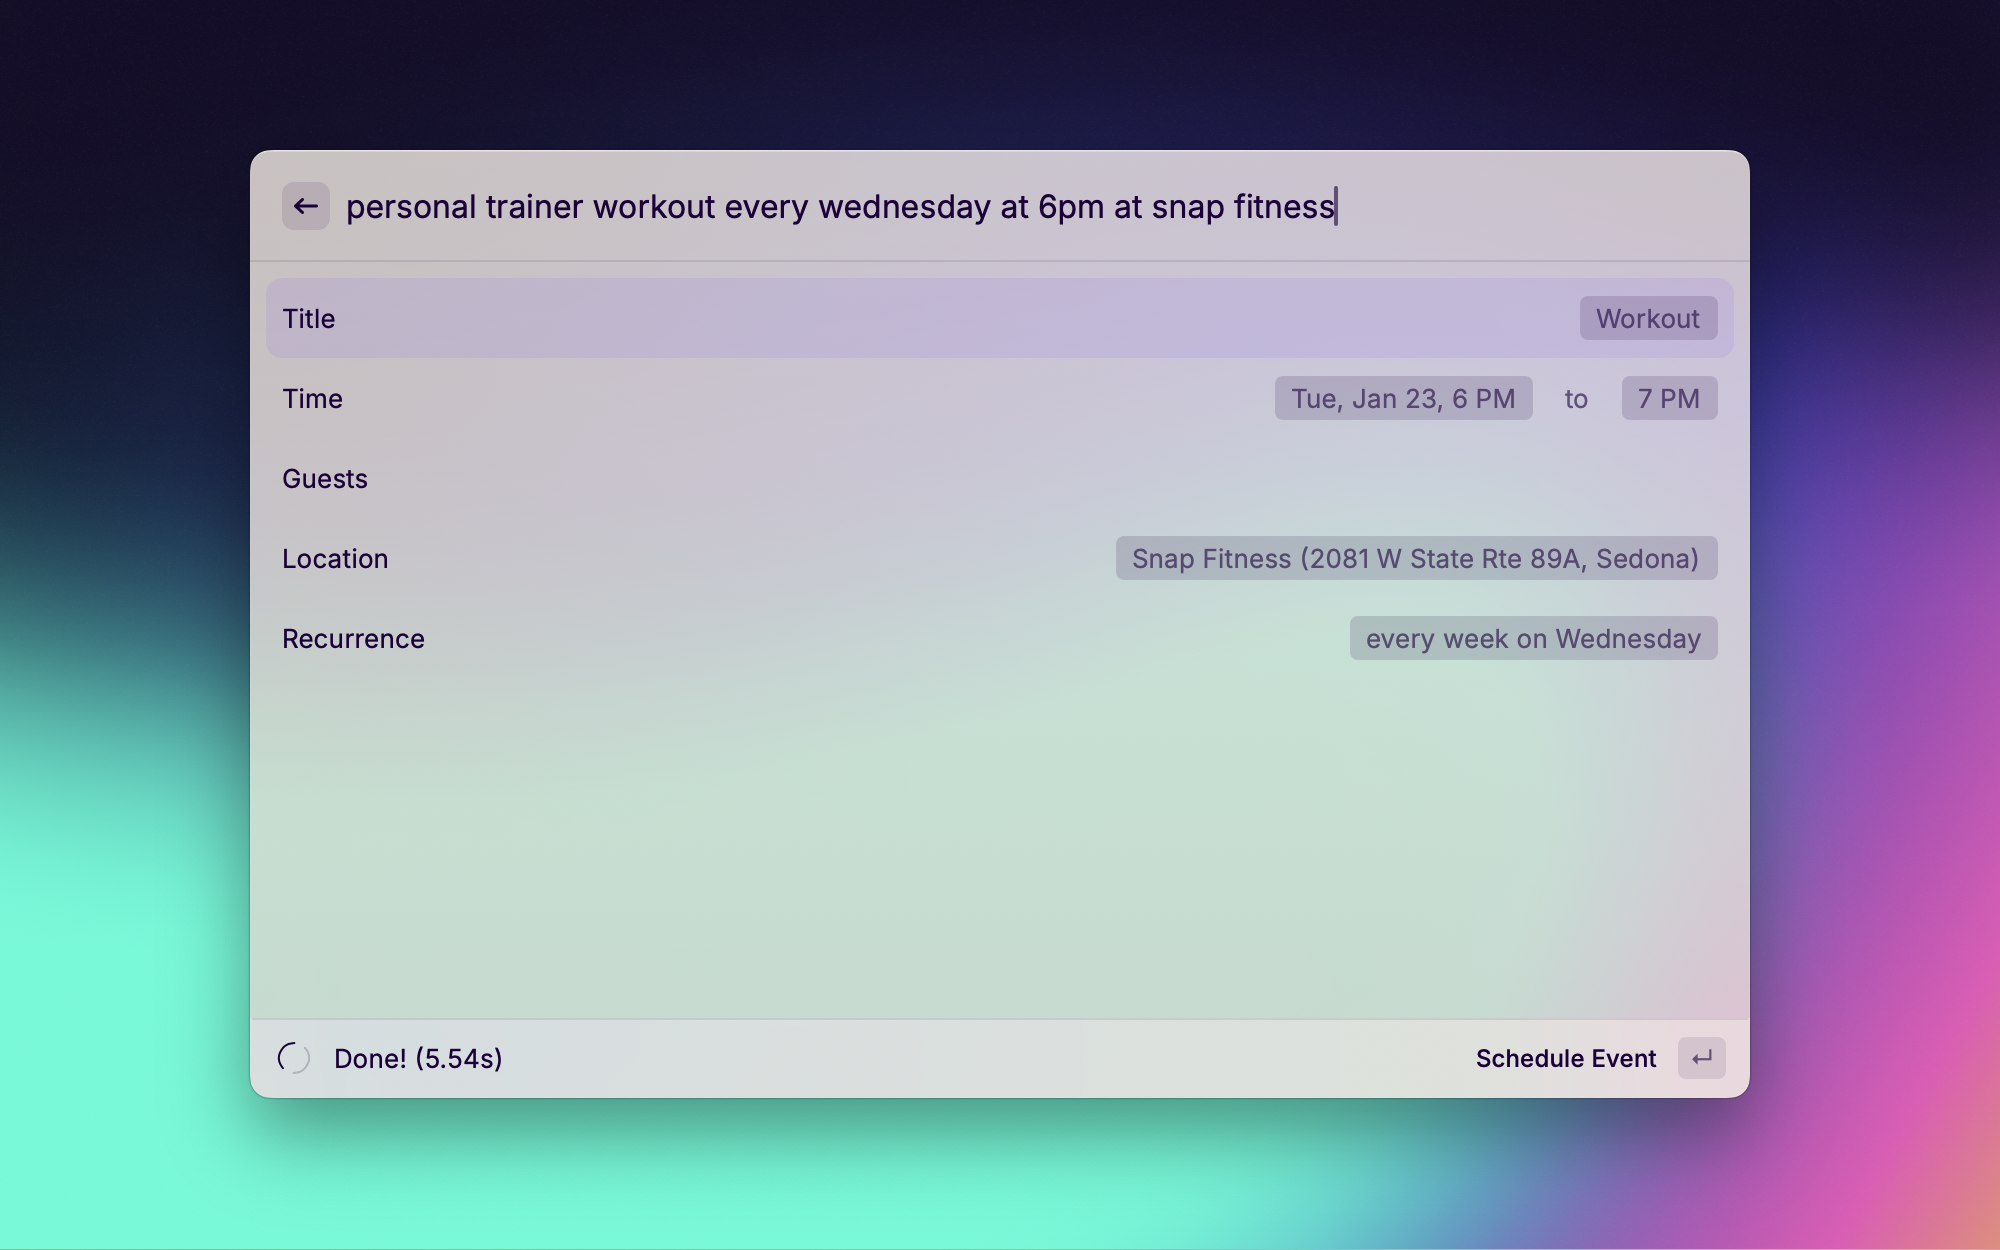 personal trainer workout every wednesday at 6pm at snap fitness
Title Workout
Time Tue, Jan 23, 6 PM to 7 PM
Guests
Location Snap Fitness (2081 W State Rte 89A, Sedona)
Recurrence every week on Wednesday
Done! (5.54s) Schedule Event